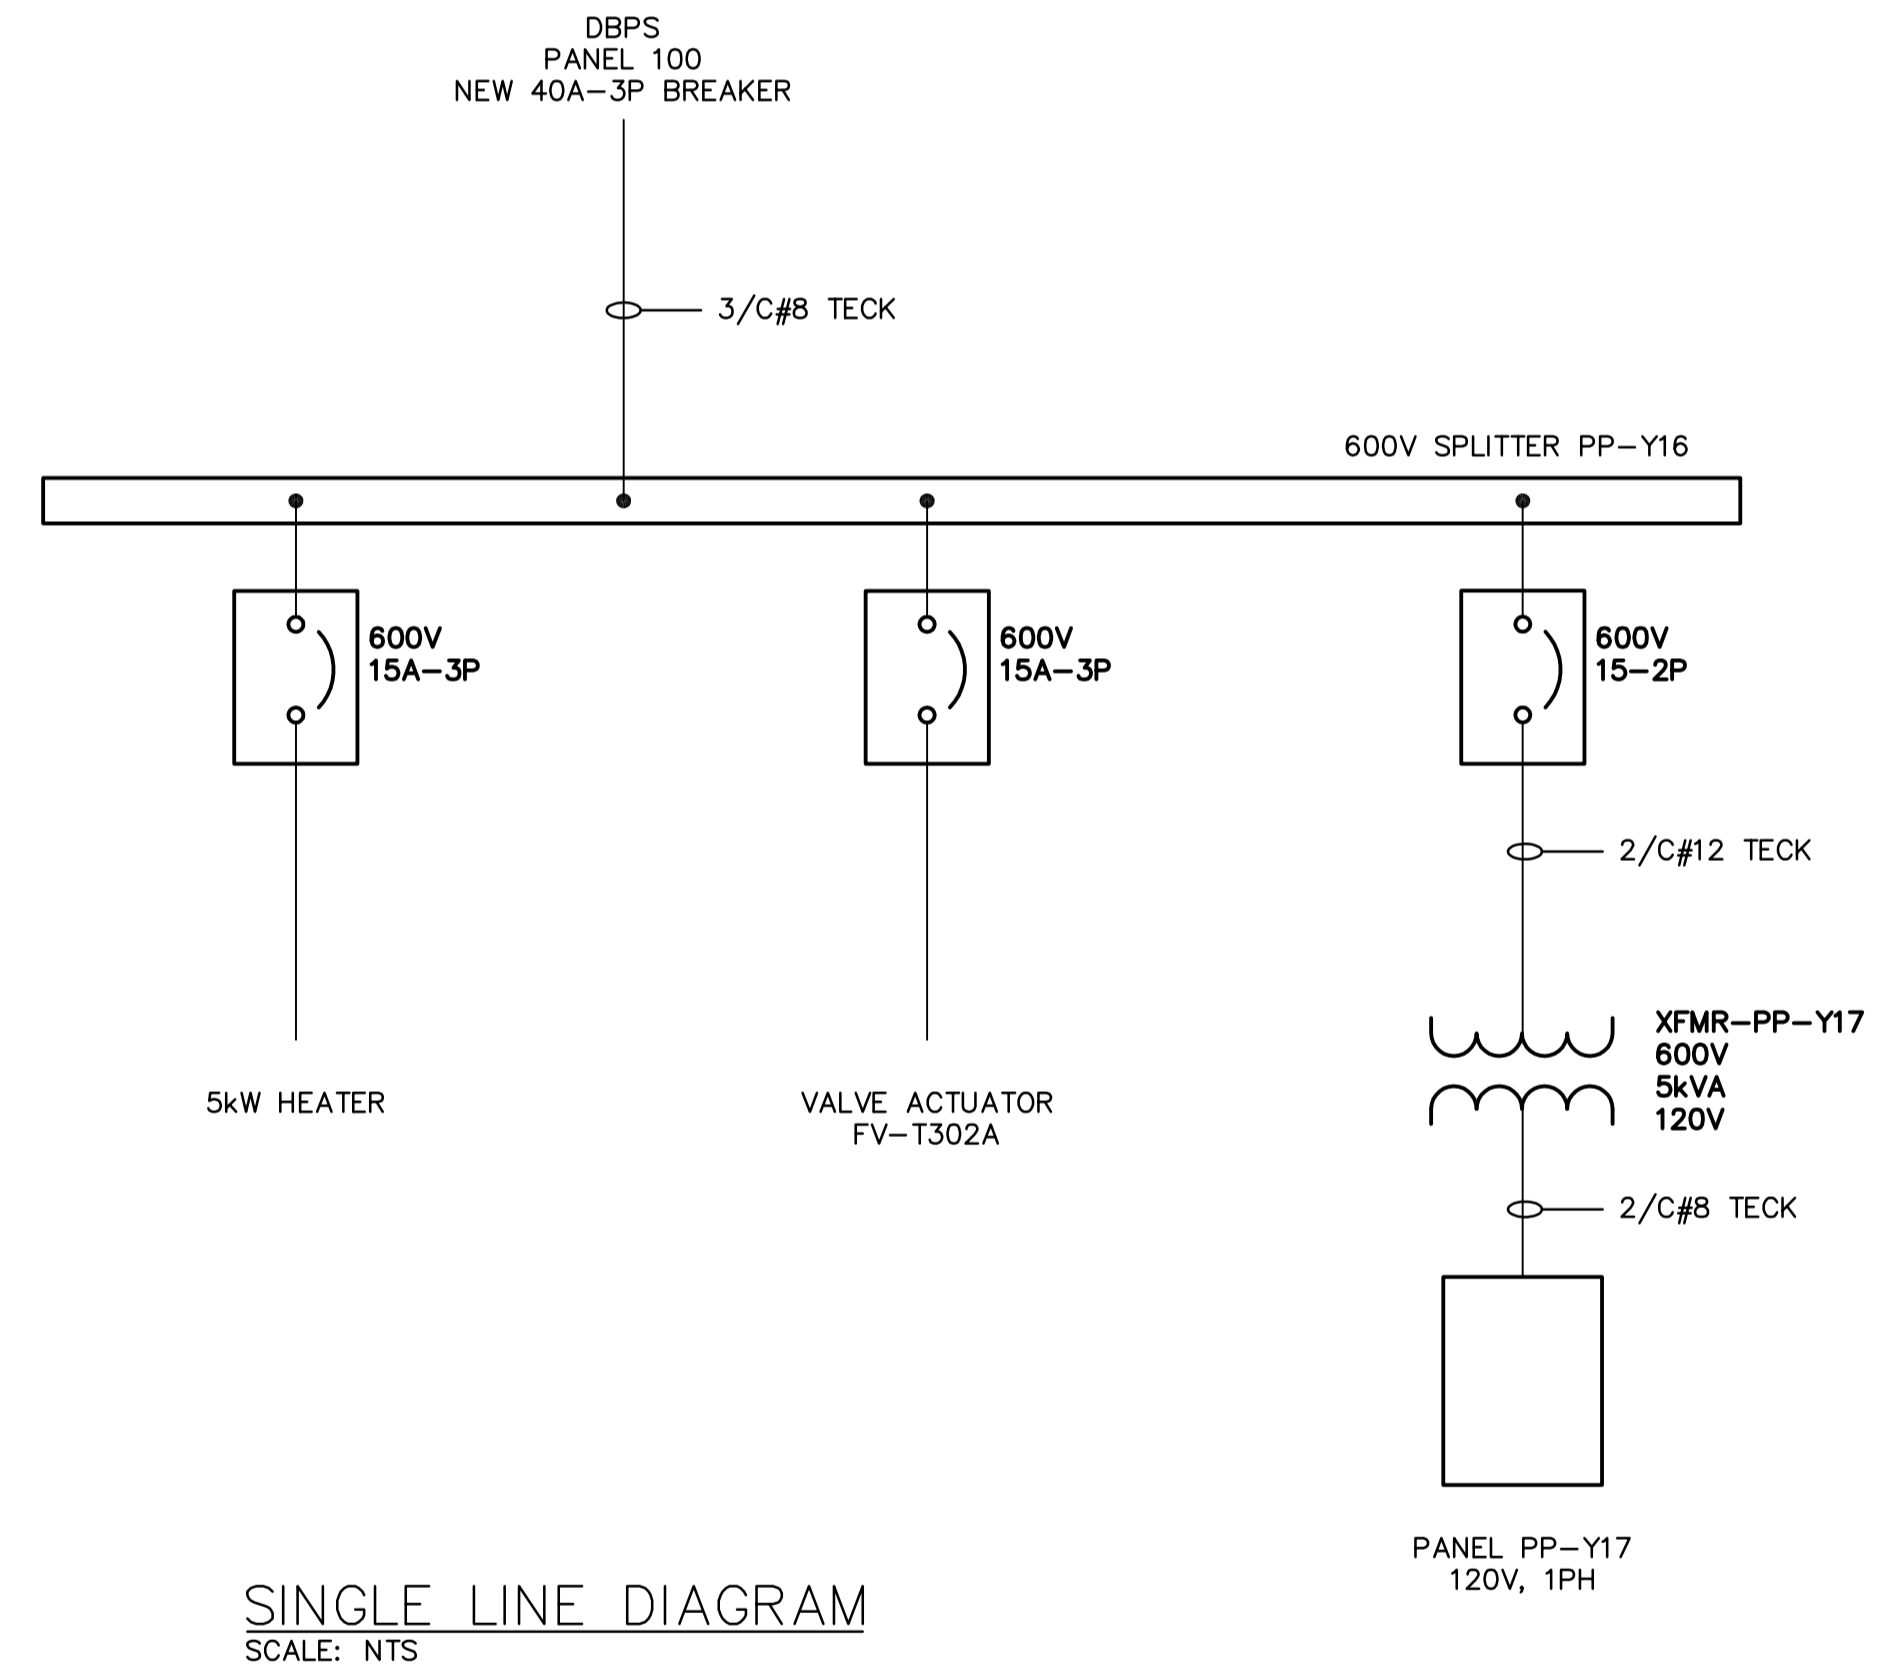 DBPS
PANEL 100
NEW 40A-3P BREAKER
3/C#8 TECK
600V SPLITTER PP-Y16
600V
15A-3P
600V
15A-3P
600V
15-2P
2/C#12 TECK
XFMR-PP-Y17
600V
5kVA
120V
5kW HEATER
VALVE ACTUATOR
FV-T302A
2/C#8 TECK
PANEL PP-Y17
120V, 1PH
SINGLE LINE DIAGRAM
SCALE: NTS